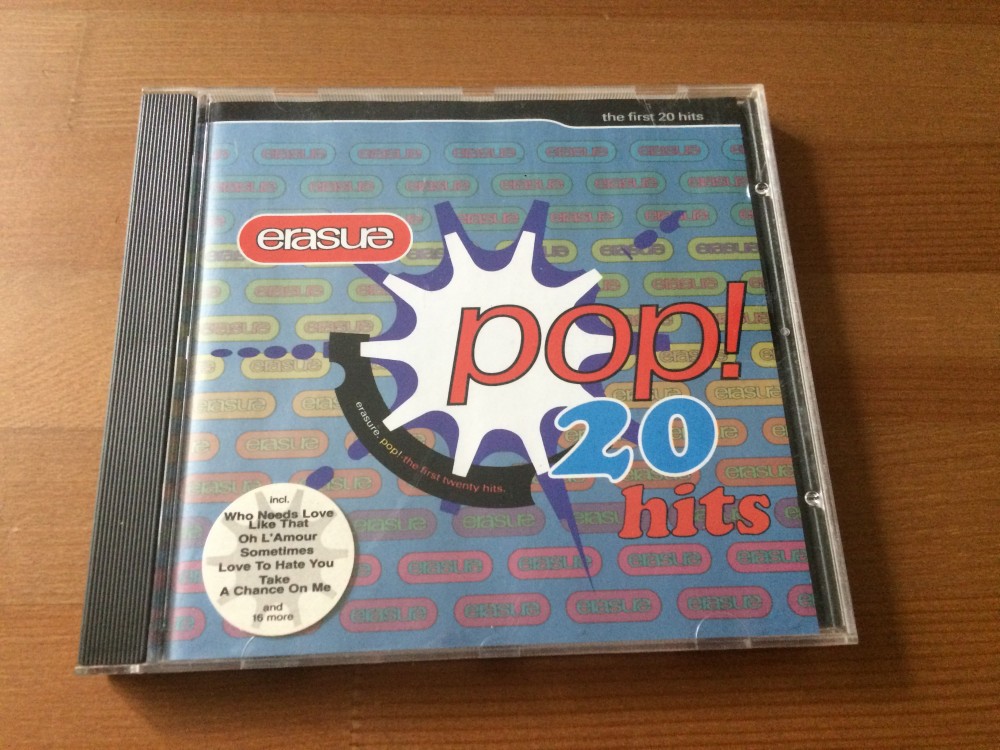 the first 20 hits
erasure
pop!
20
hits
erasure. pop! the first twenty hits.
incl.
Who Needs Love
Like That
Oh L'Amour
Sometimes
Love To Hate You
Take
A Chance On Me
and
16 more